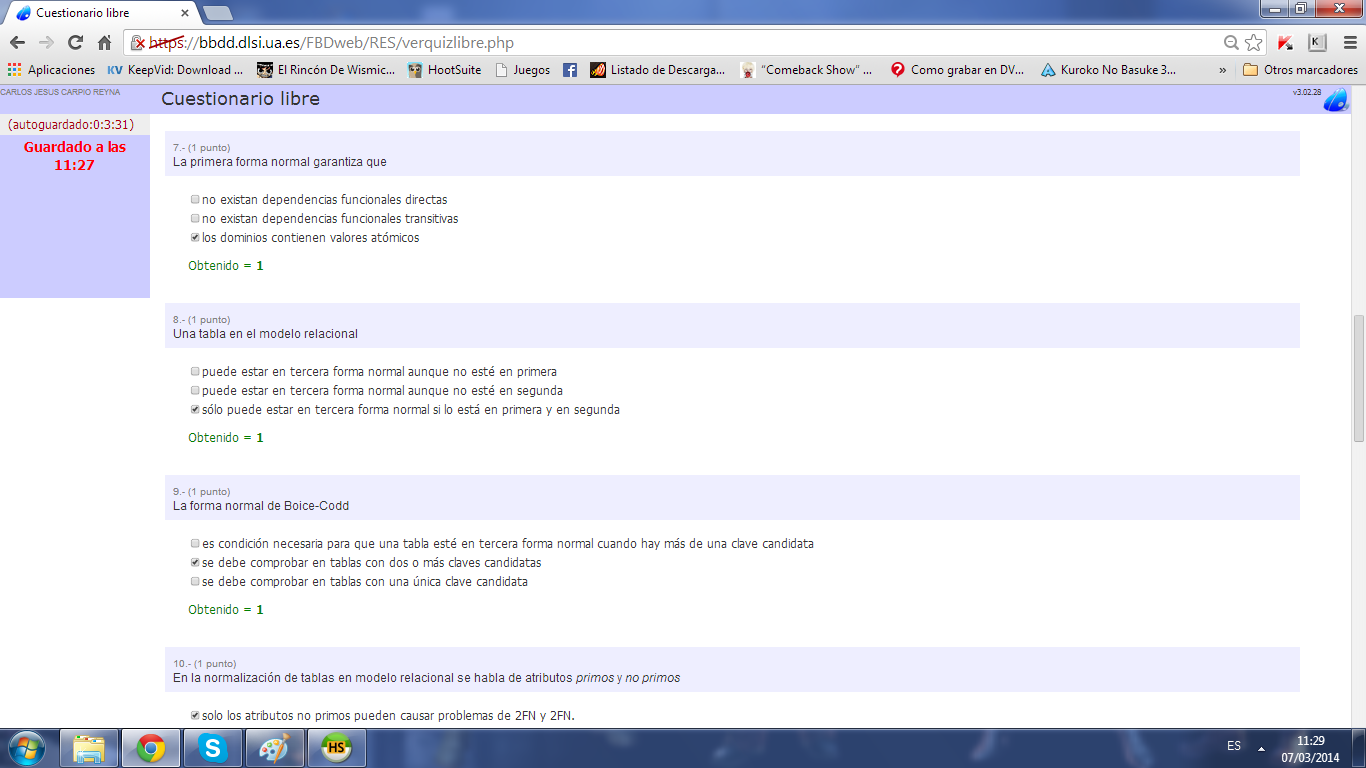 Cuestionario libre
https://bbdd.dlsi.ua.es/FBDweb/RES/verquizlibre.php
Aplicaciones
KV KeepVid: Download ...
El Rincón De Wismic...
HootSuite
Juegos
Listado de Descarga...
“Comeback Show” ...
Como grabar en DV...
Kuroko No Basuke 3...
»
Otros marcadores
CARLOS JESUS CARPIO REYNA
Cuestionario libre
v3.02.28
(autoguardado:0:3:31)
Guardado a las
11:27
7.- (1 punto)
La primera forma normal garantiza que
no existan dependencias funcionales directas
no existan dependencias funcionales transitivas
los dominios contienen valores atómicos
Obtenido = 1
8.- (1 punto)
Una tabla en el modelo relacional
puede estar en tercera forma normal aunque no esté en primera
puede estar en tercera forma normal aunque no esté en segunda
sólo puede estar en tercera forma normal si lo está en primera y en segunda
Obtenido = 1
9.- (1 punto)
La forma normal de Boice-Codd
es condición necesaria para que una tabla esté en tercera forma normal cuando hay más de una clave candidata
se debe comprobar en tablas con dos o más claves candidatas
se debe comprobar en tablas con una única clave candidata
Obtenido = 1
10.- (1 punto)
En la normalización de tablas en modelo relacional se habla de atributos primos y no primos
solo los atributos no primos pueden causar problemas de 2FN y 2FN.
HS
ES
11:29
07/03/2014